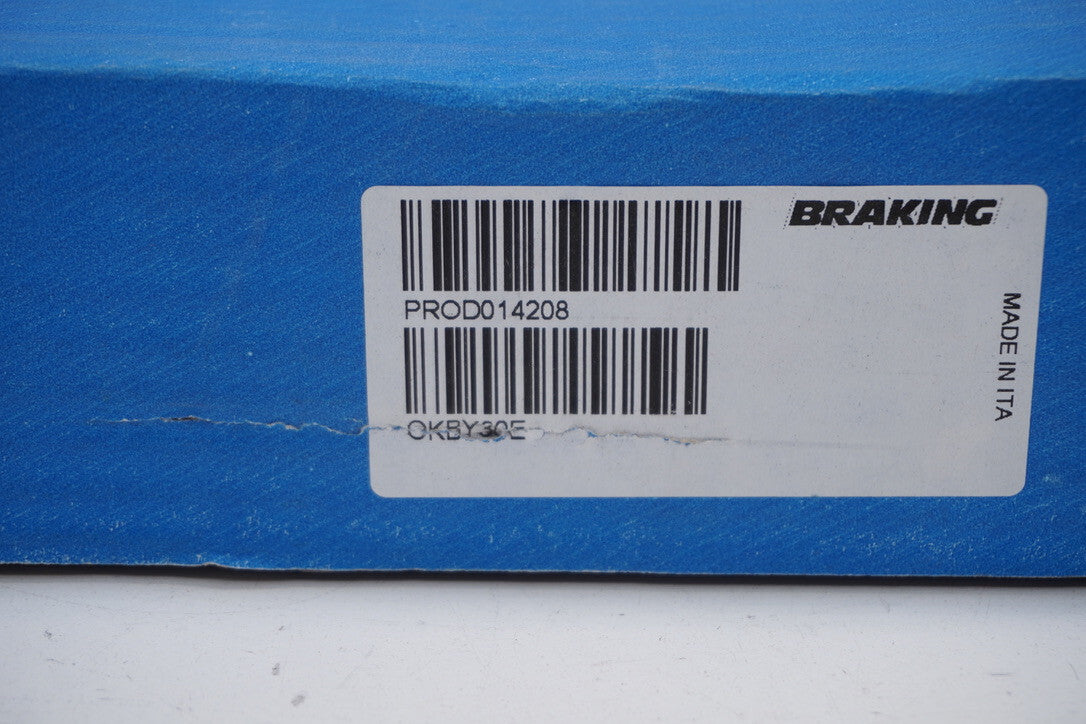 BRAKING
PROD014208
OKBY30E
MADE IN ITA